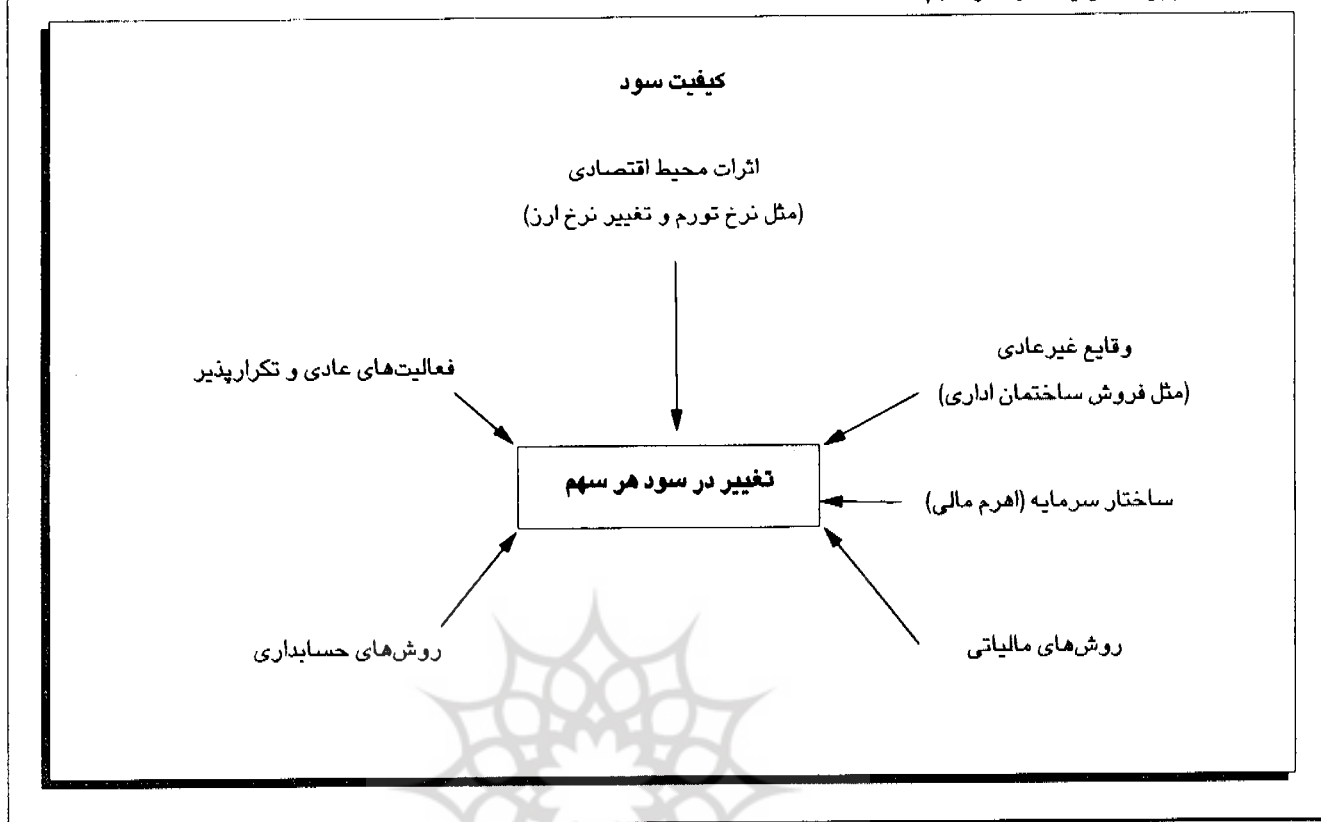 کیفیت سود
اثرات محیط اقتصادی
(مثل نرخ تورم و تغییر نرخ ارز)
وقایع غیرعادی
(مثل فروش ساختمان اداری)
فعالیت‌های عادی و تکرارپذیر
تغییر در سود هر سهم
ساختار سرمایه (اهرم مالی)
روش‌های مالیاتی
روش‌های حسابداری